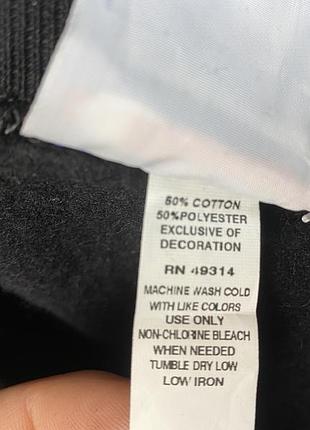 50% COTTON
50%POLYESTER
EXCLUSIVE OF
DECORATION
RN 49314
MACHINE WASH COLD
WITH LIKE COLORS
USE ONLY
NON-CHLORINE BLEACH
WHEN NEEDED
TUMBLE DRY LOW
LOW IRON